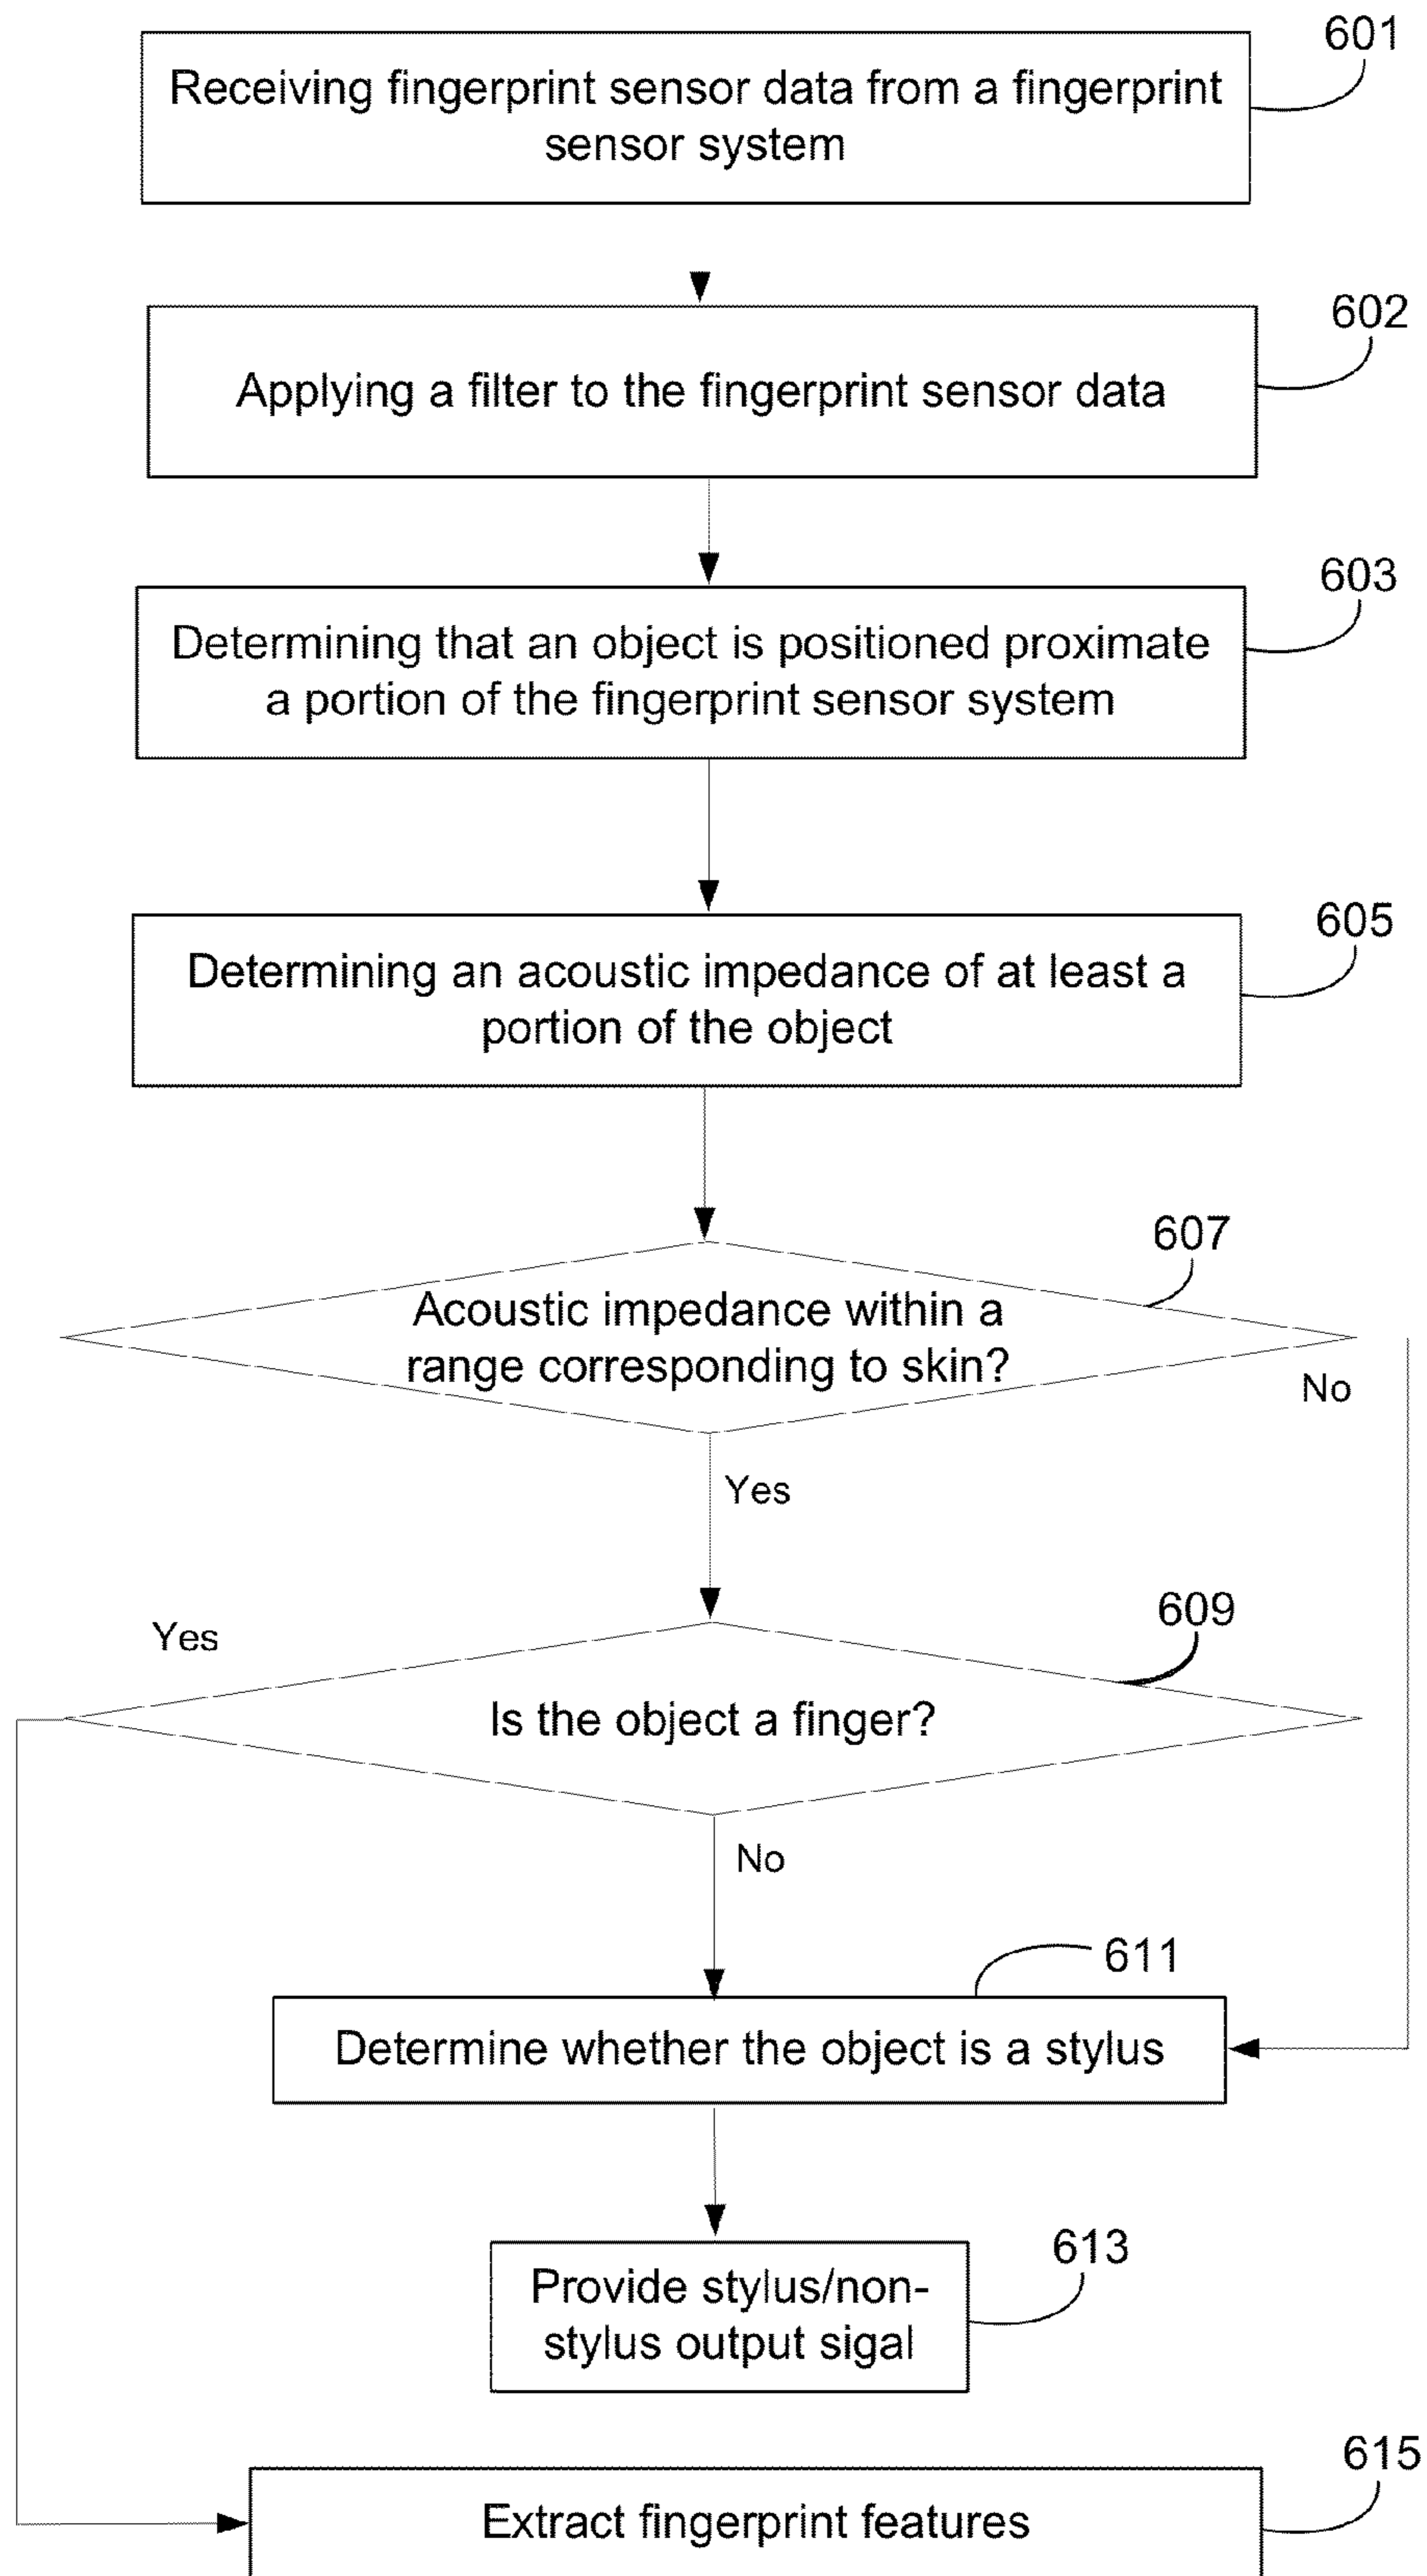 601
Receiving fingerprint sensor data from a fingerprint
sensor system
602
Applying a filter to the fingerprint sensor data
603
Determining that an object is positioned proximate
a portion of the fingerprint sensor system
605
Determining an acoustic impedance of at least a
portion of the object
607
Acoustic impedance within a
range corresponding to skin?
No
Yes
609
Yes
Is the object a finger?
No
611
Determine whether the object is a stylus
613
Provide stylus/non-
stylus output sigal
615
Extract fingerprint features